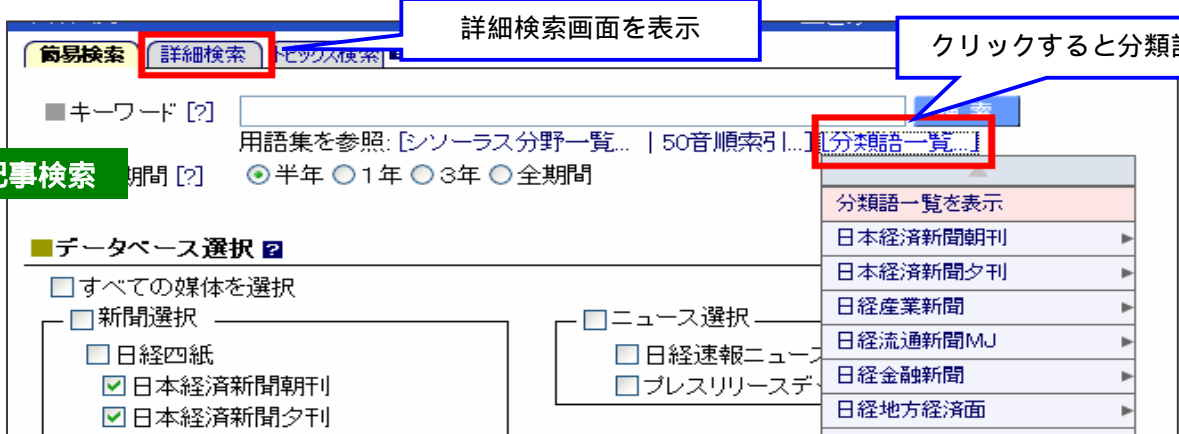 詳細検索画面を表示
クリックすると分類
簡易検索 詳細検索 トピックス検索
■キーワード [?]
検索
用語集を参照: [シソーラス分野一覧... | 50音順索引...] [分類語一覧...]
記事検索
期間 [?] 半年 1年 3年 全期間
分類語一覧を表示
■データベース選択 ?
日本経済新聞朝刊
日本経済新聞夕刊
すべての媒体を選択
日経産業新聞
新聞選択
ニュース選択
日経流通新聞MJ
日経四紙
日経速報ニュース
日経金融新聞
日本経済新聞朝刊
プレスリリースデ
日経地方経済面
日本経済新聞夕刊